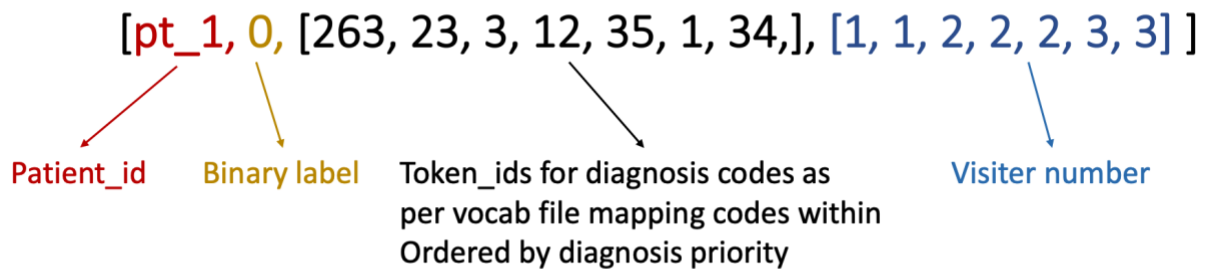 [pt_1, 0, [263, 23, 3, 12, 35, 1, 34,], [1, 1, 2, 2, 2, 3, 3] ]
Patient_id
Binary label
Token_ids for diagnosis codes as
per vocab file mapping codes within
Ordered by diagnosis priority
Visiter number